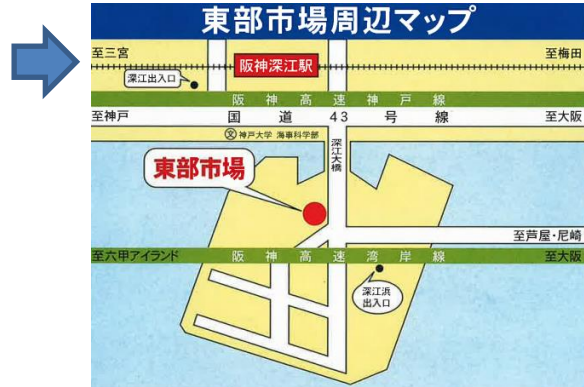 東部市場周辺マップ
至三宮
至梅田
阪神深江駅
深江出入口
阪神高速神戸線
至神戸
国道43号線
至大阪
文 神戸大学 海事科学部
深江大橋
東部市場
至芦屋・尼崎
至六甲アイランド
阪神高速湾岸線
至大阪
深江浜
出入口